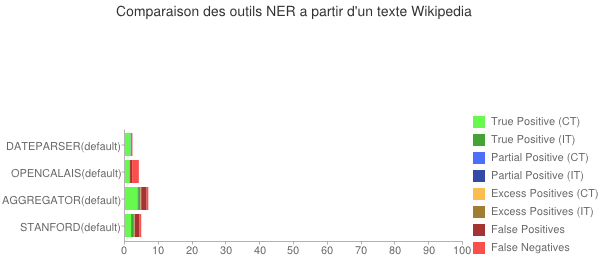 Comparaison des outils NER a partir d'un texte Wikipedia
DATEPARSER(default)
OPENCALAIS(default)
AGGREGATOR(default)
STANFORD(default)
0 10 20 30 40 50 60 70 80 90 100
True Positive (CT)
True Positive (IT)
Partial Positive (CT)
Partial Positive (IT)
Excess Positives (CT)
Excess Positives (IT)
False Positives
False Negatives